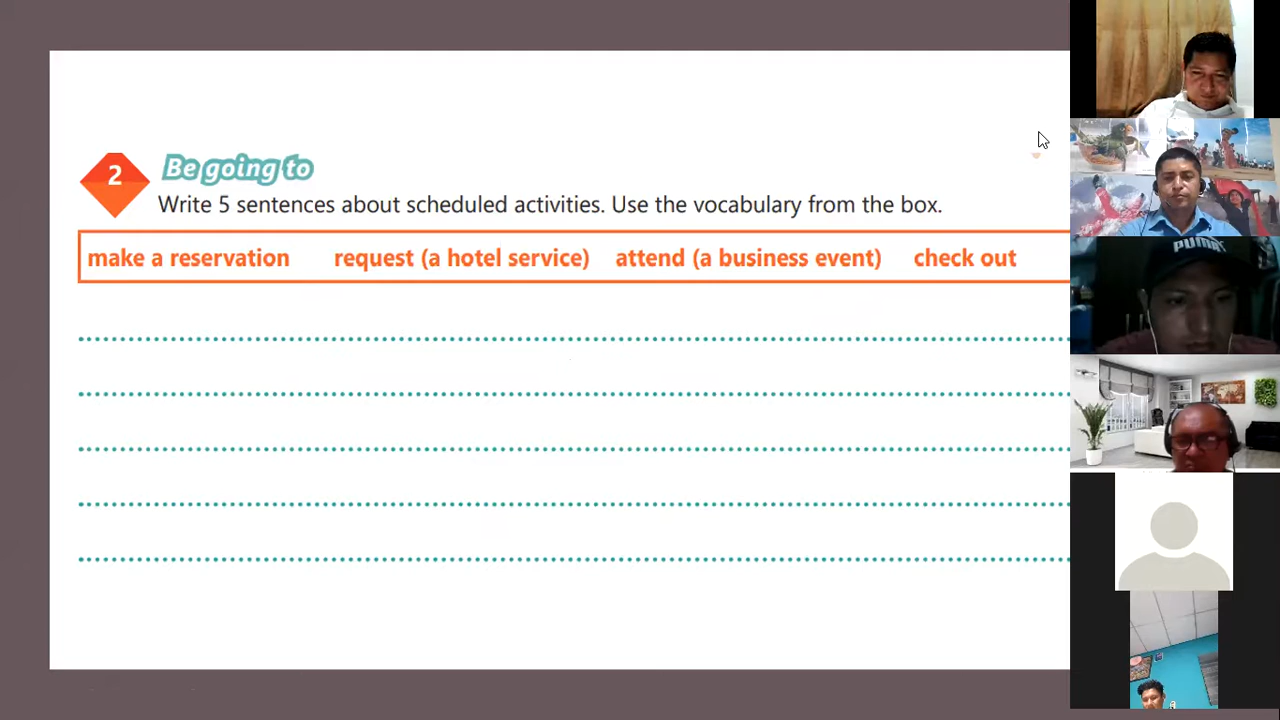 2
Be going to
Write 5 sentences about scheduled activities. Use the vocabulary from the box.
make a reservation request (a hotel service) attend (a business event) check out
PUMA